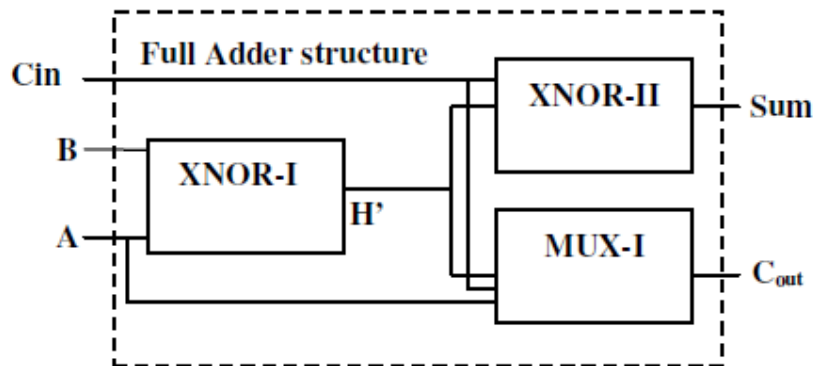 Full Adder structure
Cin
XNOR-II
Sum
B
XNOR-I
H’
A
MUX-I
Cout